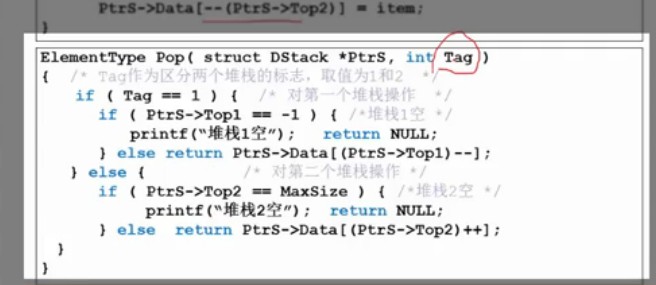 PtrS->Data[--(PtrS->Top2)] = item;
}
ElementType Pop( struct DStack *PtrS, int Tag )
{  /* Tag作为区分两个堆栈的标志，取值为1和2  */
if ( Tag == 1 ) {  /* 对第一个堆栈操作  */
if ( PtrS->Top1 == -1 ) { /*堆栈1空 */
printf(“堆栈1空”);  return NULL;
} else return PtrS->Data[(PtrS->Top1)--];
} else {  /* 对第二个堆栈操作 */
if ( PtrS->Top2 == MaxSize ) { /*堆栈2空 */
printf(“堆栈2空”);  return NULL;
} else  return PtrS->Data[(PtrS->Top2)++];
}
}